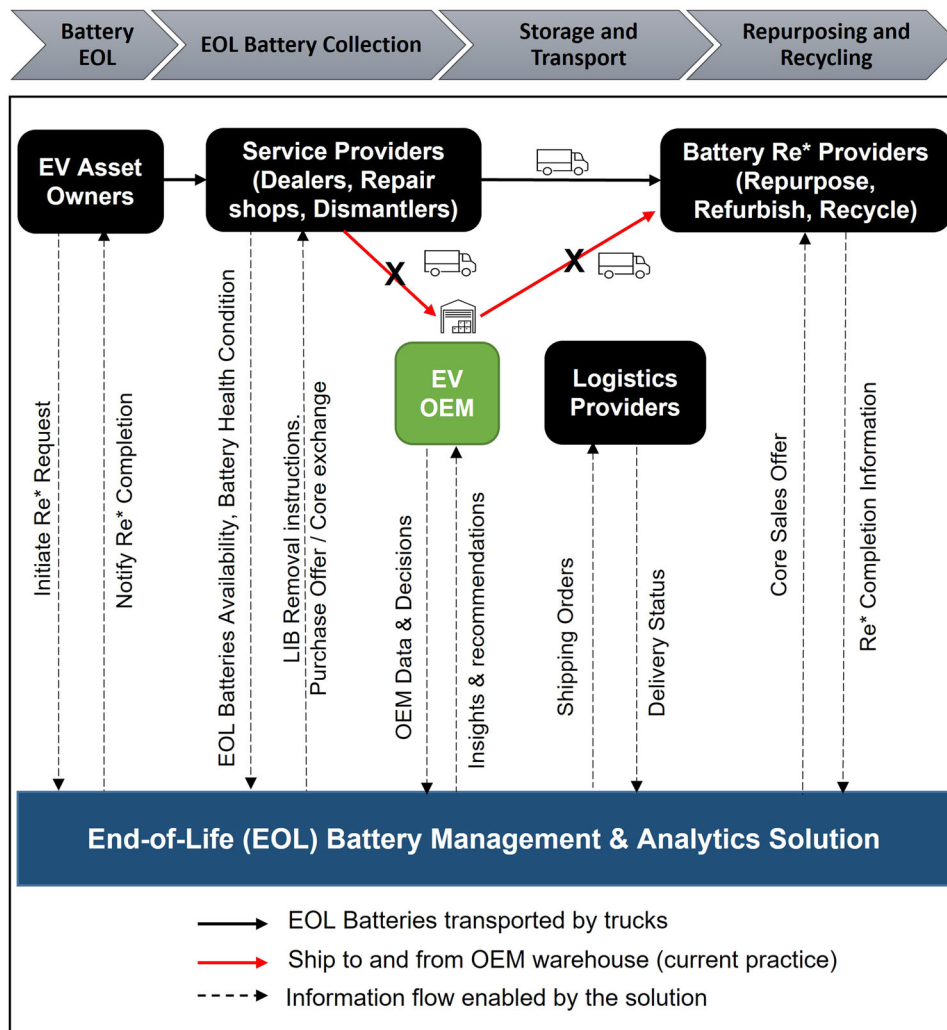 Battery
EOL
EOL Battery Collection
Storage and
Transport
Repurposing and
Recycling
EV Asset
Owners
Service Providers
(Dealers, Repair
shops, Dismantlers)
Battery Re* Providers
(Repurpose,
Refurbish, Recycle)
X
X
EV
OEM
Logistics
Providers
Initiate Re* Request
Notify Re* Completion
EOL Batteries Availability, Battery Health Condition
LIB Removal instructions.
Purchase Offer / Core exchange
OEM Data & Decisions
Insights & recommendations
Shipping Orders
Delivery Status
Core Sales Offer
Re* Completion Information
End-of-Life (EOL) Battery Management & Analytics Solution
EOL Batteries transported by trucks
Ship to and from OEM warehouse (current practice)
Information flow enabled by the solution